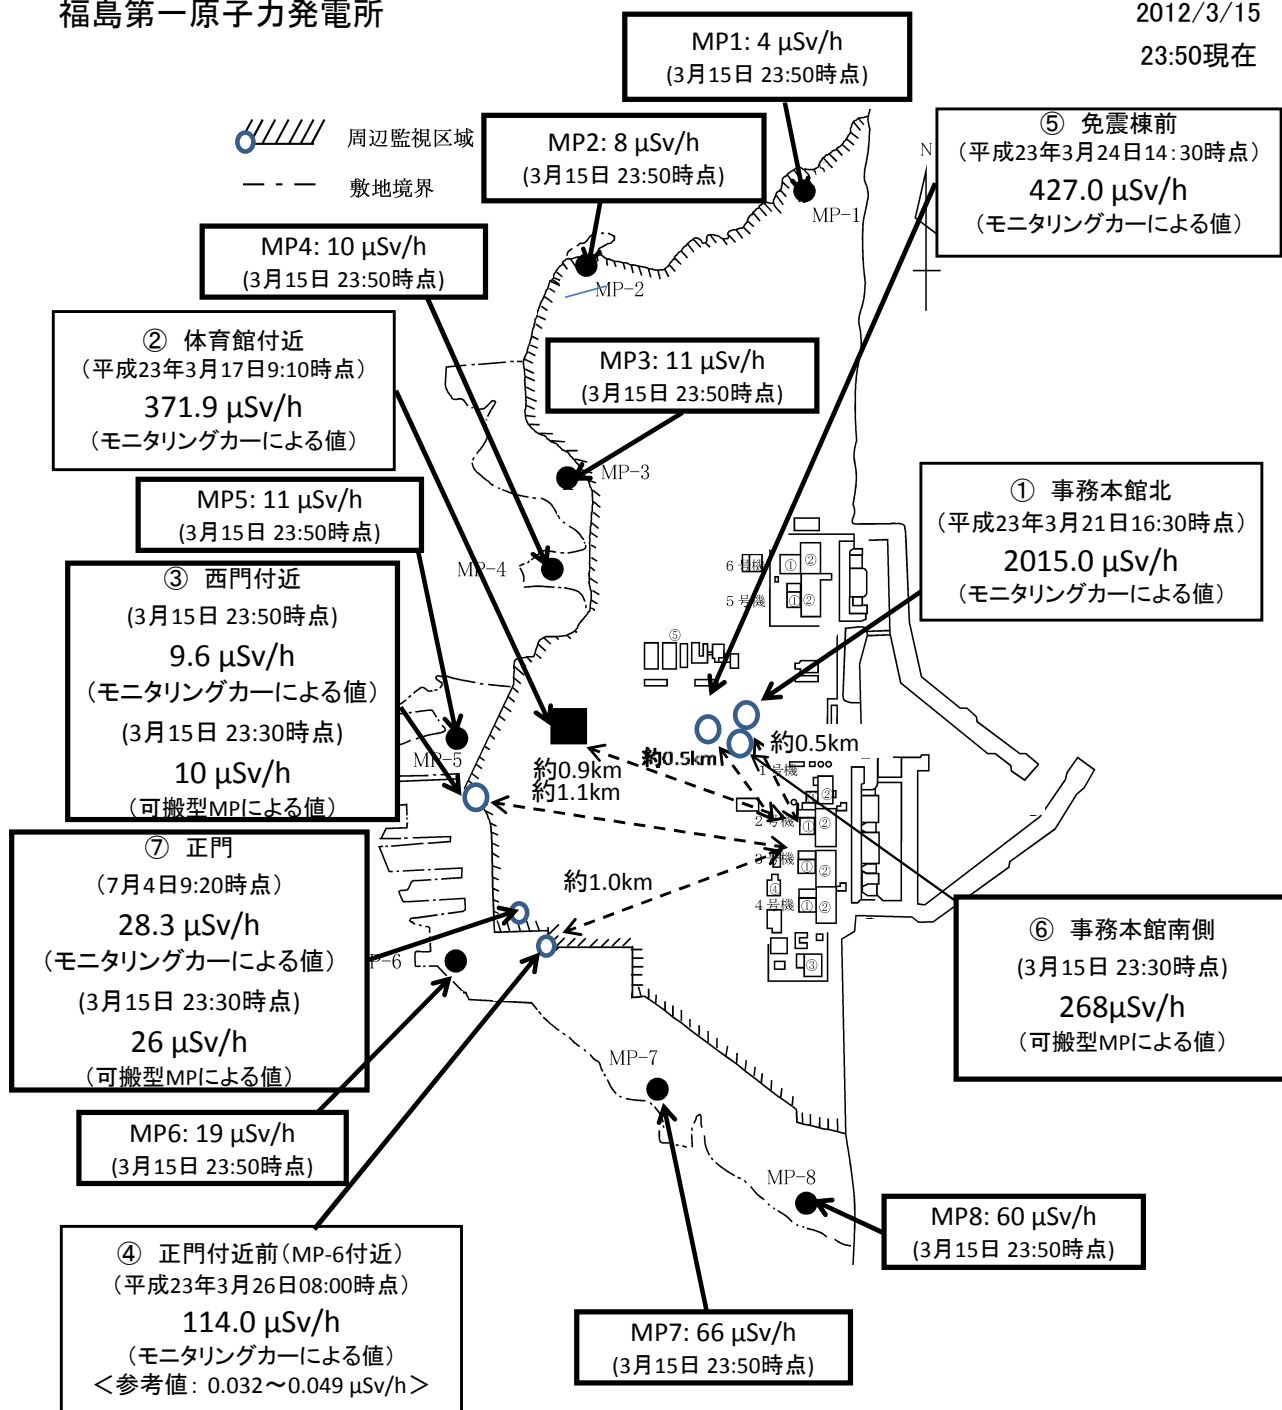 福島第一原子力発電所
2012/3/15
23:50現在
MP1: 4 μSv/h
(3月15日 23:50時点)
周辺監視区域
敷地境界
MP2: 8 μSv/h
(3月15日 23:50時点)
⑤ 免震棟前
(平成23年3月24日14:30時点)
427.0 μSv/h
(モニタリングカーによる値)
N
MP-1
MP4: 10 μSv/h
(3月15日 23:50時点)
MP-2
② 体育館付近
(平成23年3月17日9:10時点)
371.9 μSv/h
(モニタリングカーによる値)
MP3: 11 μSv/h
(3月15日 23:50時点)
MP-3
MP5: 11 μSv/h
(3月15日 23:50時点)
① 事務本館北
(平成23年3月21日16:30時点)
2015.0 μSv/h
(モニタリングカーによる値)
MP-4
6号機
①
②
5号機
①
②
③ 西門付近
(3月15日 23:50時点)
9.6 μSv/h
(モニタリングカーによる値)
(3月15日 23:30時点)
10 μSv/h
(可搬型MPによる値)
⑤
MP-5
約0.9km
約1.1km
約0.5km
約0.5km
1号機
②
2号機
①
②
3号機
①
②
④
4号機
①
②
③
約1.0km
⑦ 正門
(7月4日9:20時点)
28.3 μSv/h
(モニタリングカーによる値)
(3月15日 23:30時点)
26 μSv/h
(可搬型MPによる値)
P-6
⑥ 事務本館南側
(3月15日 23:30時点)
268μSv/h
(可搬型MPによる値)
MP-7
MP6: 19 μSv/h
(3月15日 23:50時点)
MP-8
MP8: 60 μSv/h
(3月15日 23:50時点)
④ 正門付近前(MP-6付近)
(平成23年3月26日08:00時点)
114.0 μSv/h
(モニタリングカーによる値)
<参考値: 0.032~0.049 μSv/h>
MP7: 66 μSv/h
(3月15日 23:50時点)